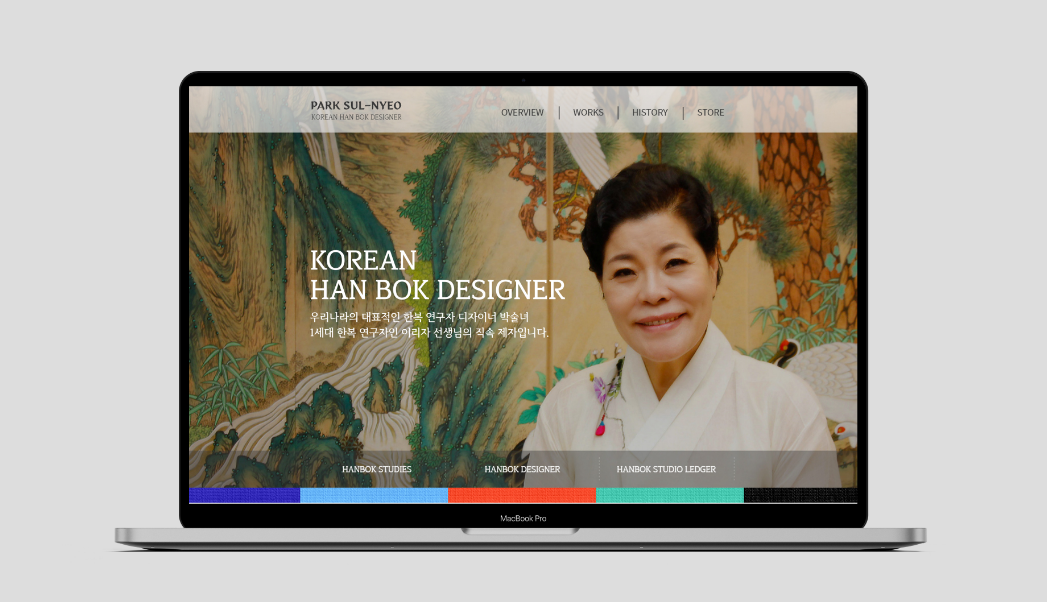 PARK SUL-NYEO
KOREAN HAN BOK DESIGNER
OVERVIEW
WORKS
HISTORY
STORE
KOREAN
HAN BOK DESIGNER
우리나라의 대표적인 한복 연구자 디자이너 박술녀
1세대 한복 연구자인 이리자 선생님의 직속 제자입니다.
HANBOK STUDIES
HANBOK DESIGNER
HANBOK STUDIO LEDGER
MacBook Pro